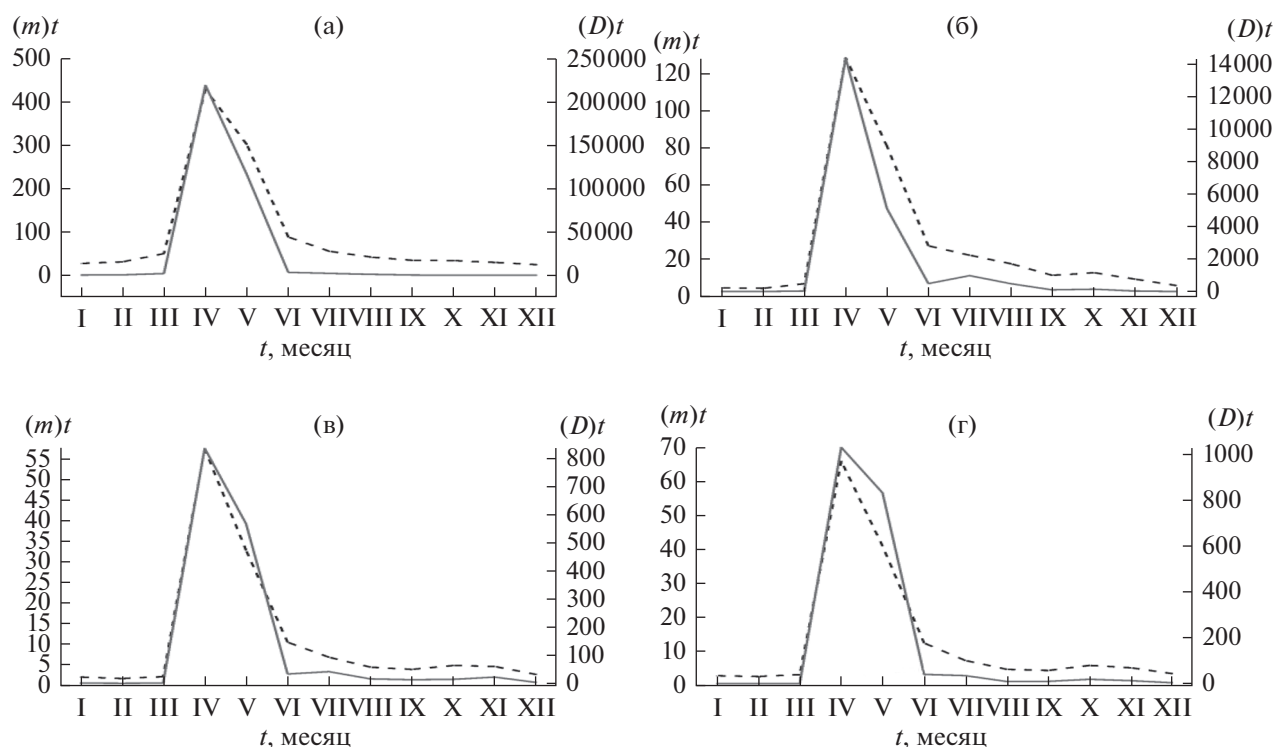 (m)t (а) (D)t
500 250000
400 200000
300 150000
200 100000
100 50000
0 0
I II III IV V VI VII VIII IX X XI XII
t, месяц
(m)t (б) (D)t
120 14000
100 12000
80 10000
60 8000
40 6000
20 4000
0 2000
0
I II III IV V VI VII VIII IX X XI XII
t, месяц
(m)t (в) (D)t
55 800
50 700
45 600
40 500
35 400
30 300
25 200
20 100
15 0
10
5
0
I II III IV V VI VII VIII IX X XI XII
t, месяц
(m)t (г) (D)t
70 1000
60 800
50 600
40 400
30 200
20 0
10
0
I II III IV V VI VII VIII IX X XI XII
t, месяц